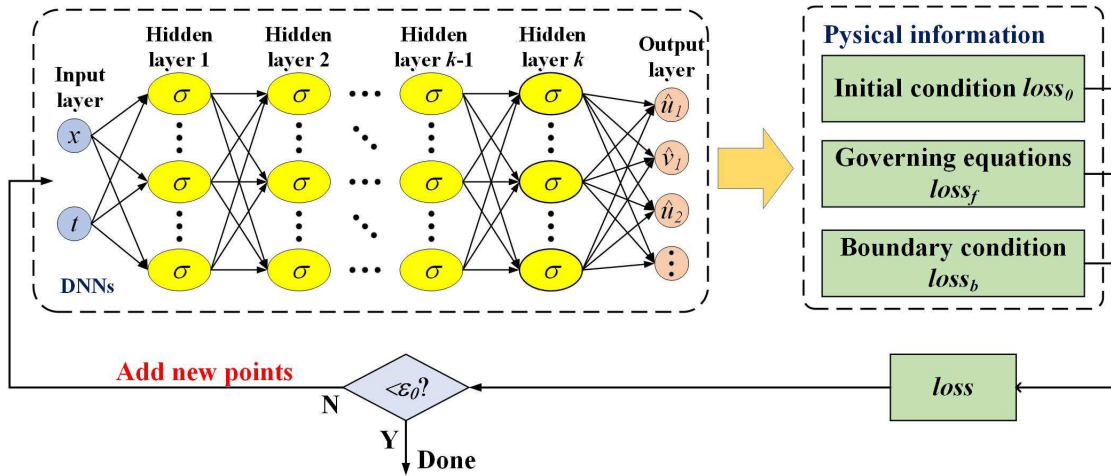 Hidden layer 1
Hidden layer 2
Hidden layer k-1
Hidden layer k
Output layer
Input layer
x
t
σ σ σ σ
σ σ σ σ
σ σ σ σ
û1
v̂1
û2
DNNs
Pysical information
Initial condition loss0
Governing equations
lossf
Boundary condition
lossb
loss
<ε0?
N
Add new points
Y
Done